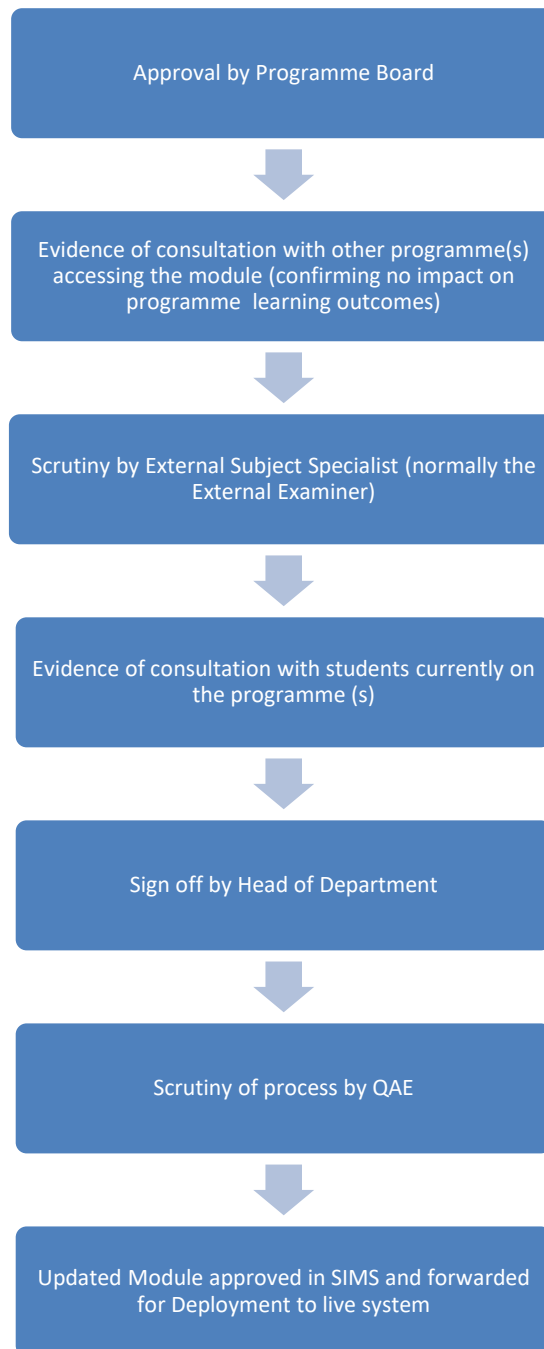 Approval by Programme Board
Evidence of consultation with other programme(s)
accessing the module (confirming no impact on
programme  learning outcomes)
Scrutiny by External Subject Specialist (normally the
External Examiner)
Evidence of consultation with students currently on
the programme (s)
Sign off by Head of Department
Scrutiny of process by QAE
Updated Module approved in SIMS and forwarded
for Deployment to live system